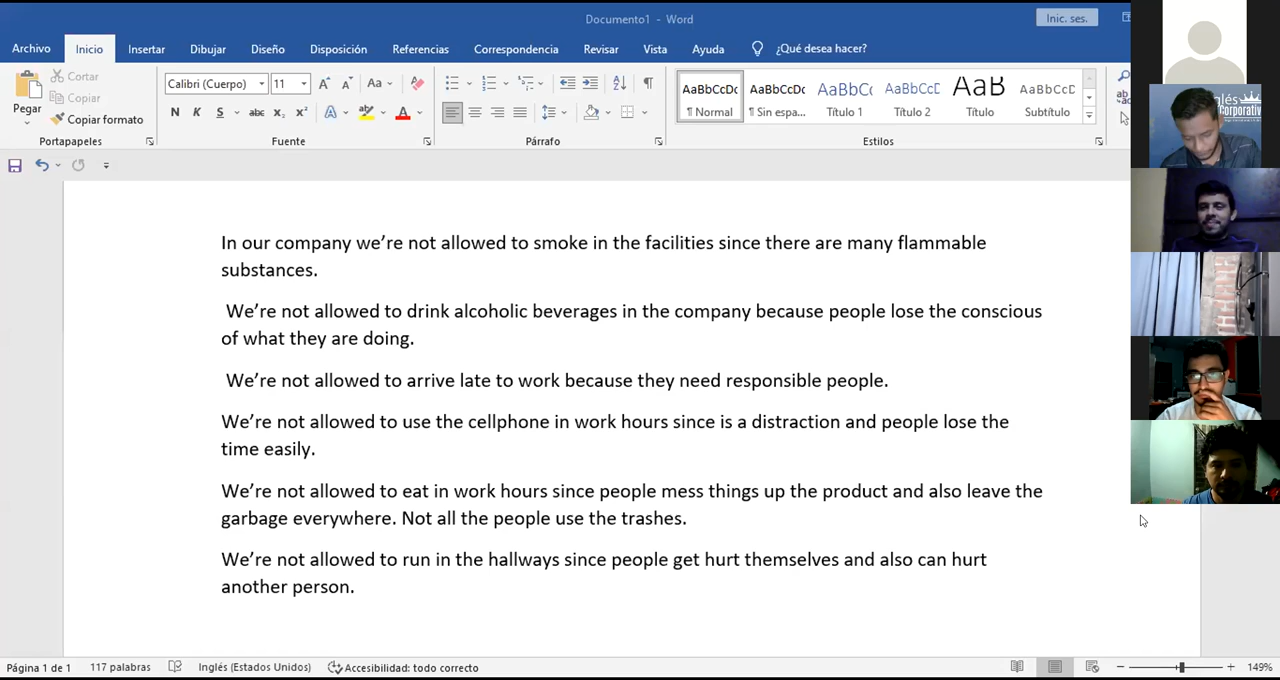 Documento1 - Word
Inic. ses.
Archivo Inicio Insertar Dibujar Diseño Disposición Referencias Correspondencia Revisar Vista Ayuda ¿Qué desea hacer?
Pegar
Cortar
Copiar
Copiar formato
Portapapeles
Calibri (Cuerpo) 11
Aa
N K S abc x₂ x² A A
Fuente
Párrafo
AaBbCcDc AaBbCcDc AaBbCc AaBbCcD AaB AaBbCcD
¶ Normal ¶ Sin espa... Título 1 Título 2 Título Subtítulo
Estilos
In our company we're not allowed to smoke in the facilities since there are many flammable
substances.
We're not allowed to drink alcoholic beverages in the company because people lose the conscious
of what they are doing.
We're not allowed to arrive late to work because they need responsible people.
We're not allowed to use the cellphone in work hours since is a distraction and people lose the
time easily.
We're not allowed to eat in work hours since people mess things up the product and also leave the
garbage everywhere. Not all the people use the trashes.
We're not allowed to run in the hallways since people get hurt themselves and also can hurt
another person.
Página 1 de 1 117 palabras Inglés (Estados Unidos) Accesibilidad: todo correcto 149%